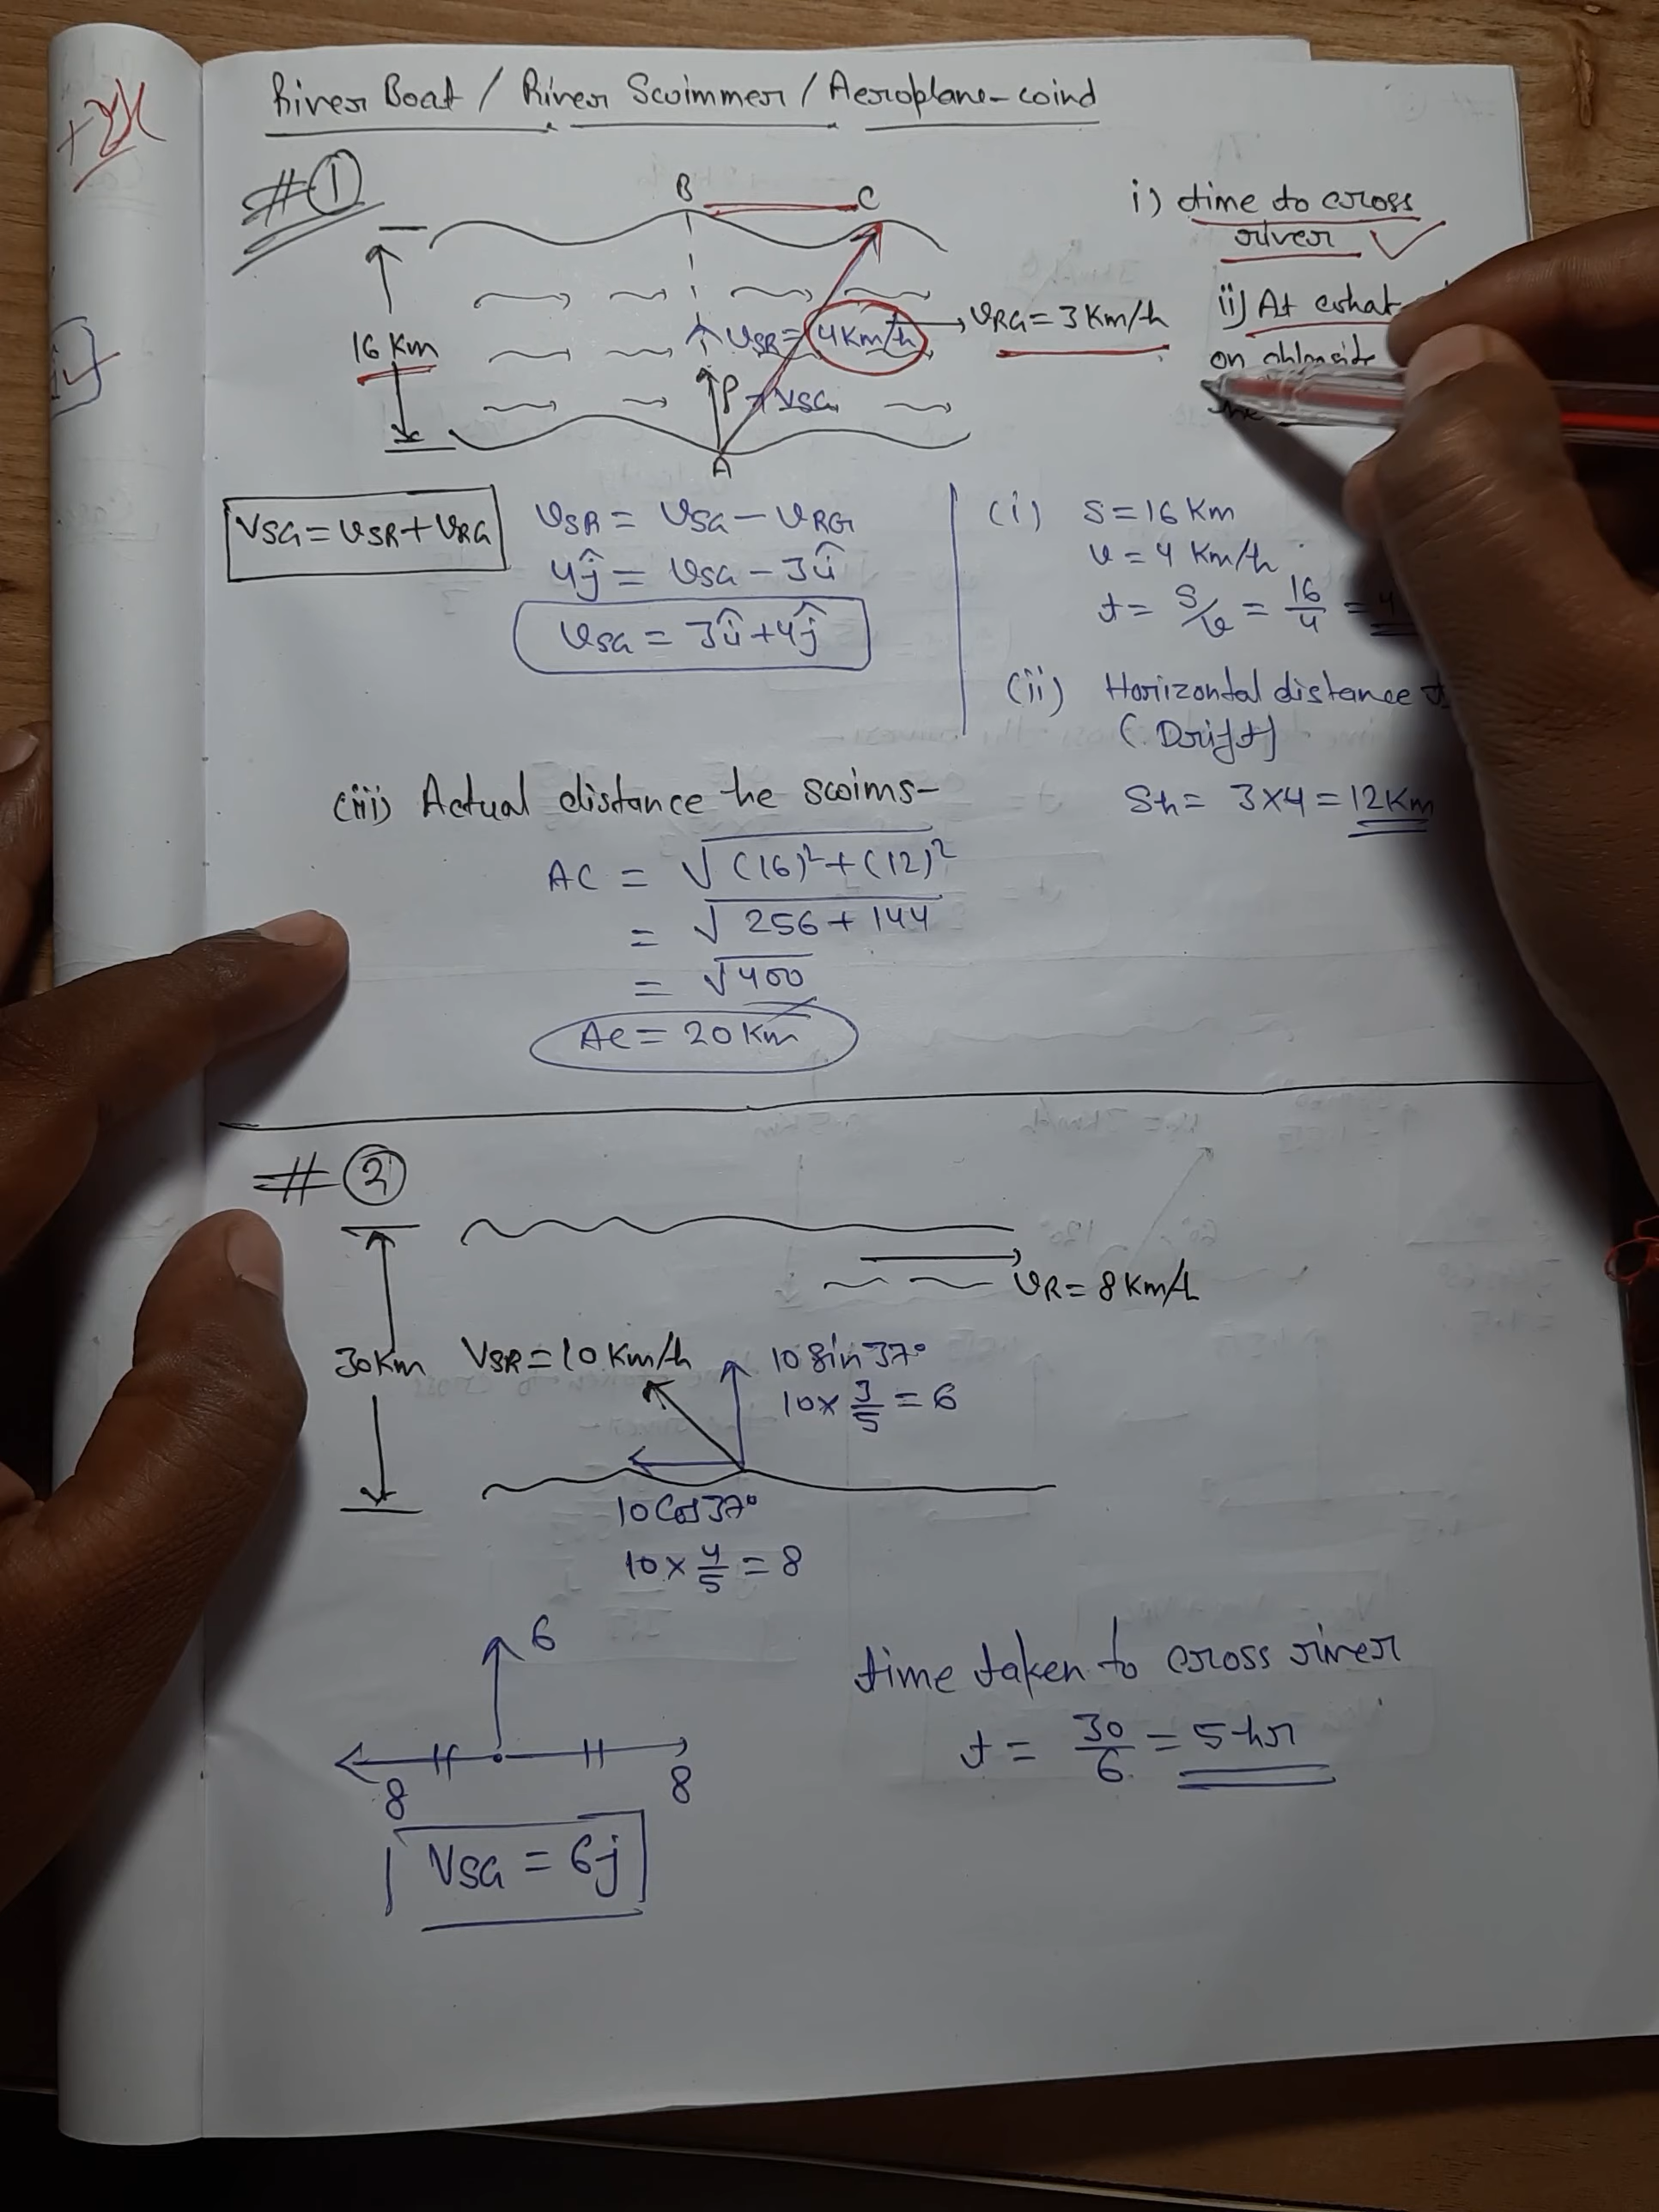 River Boat / River Swimmer / Aeroplane-wind
#①
B
C
16 Km
VSR = 4 Km/h
VRG = 3 Km/h
P
VSG
A
i) time to cross
river
ii) At what
on
VSG = VSR + VRG
VSR = VSG - VRG
4ĵ = VSG - 3î
VSG = 3î + 4ĵ
(i) S = 16 Km
v = 4 Km/h
t = S/v = 16/4 = 4
(ii) Horizontal distance
(Drift)
Sh = 3×4 = 12Km
(iii) Actual distance he swims-
AC = √(16)²+(12)²
= √256 + 144
= √400
AC = 20 Km
#②
VR = 8 Km/h
30Km
VSR = 10 Km/h
10 Sin 37°
10 × 3/5 = 6
10 Cos 37°
10 × 4/5 = 8
6
8
8
VSG = 6j
time taken to cross river
t = 30/6 = 5 hr